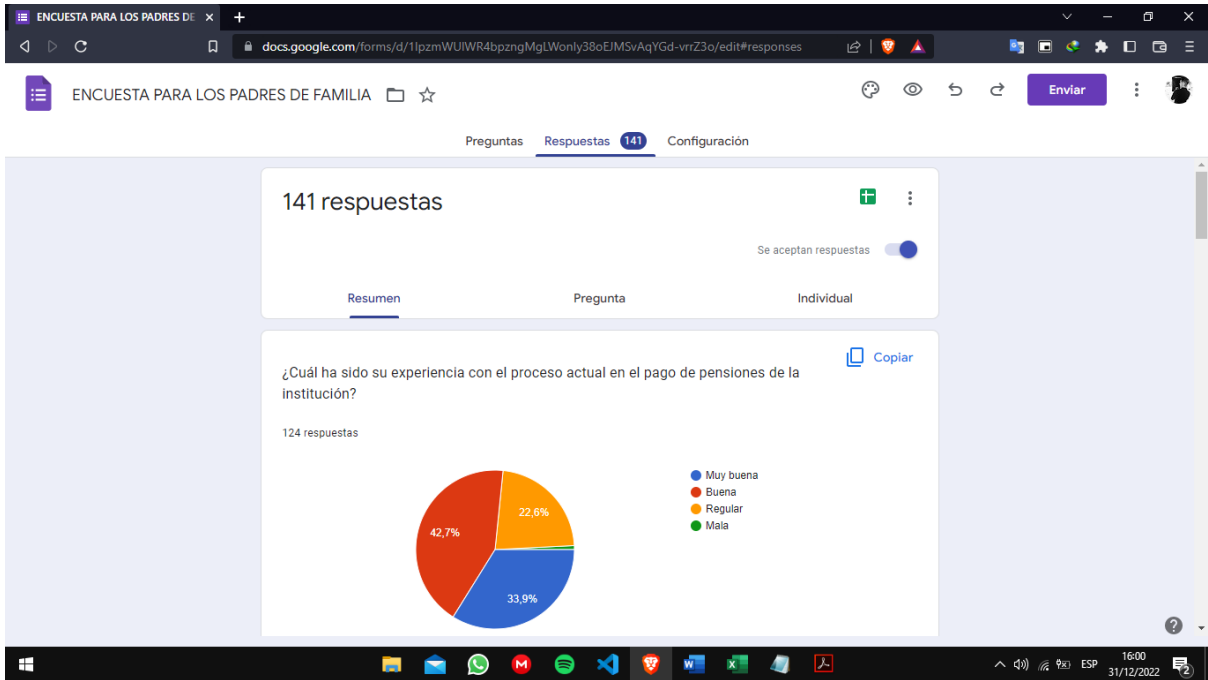 ENCUESTA PARA LOS PADRES DE
docs.google.com/forms/d/1lpzmWUlWR4bpzngMgLWonly38oEJMSvAqYGd-vrrZ3o/edit#responses
ENCUESTA PARA LOS PADRES DE FAMILIA
Enviar
Preguntas Respuestas 141 Configuración
141 respuestas
Se aceptan respuestas
Resumen Pregunta Individual
Copiar
¿Cuál ha sido su experiencia con el proceso actual en el pago de pensiones de la
institución?
124 respuestas
Muy buena
Buena
Regular
Mala
22,6%
42,7%
33,9%
16:00
ESP
31/12/2022
2